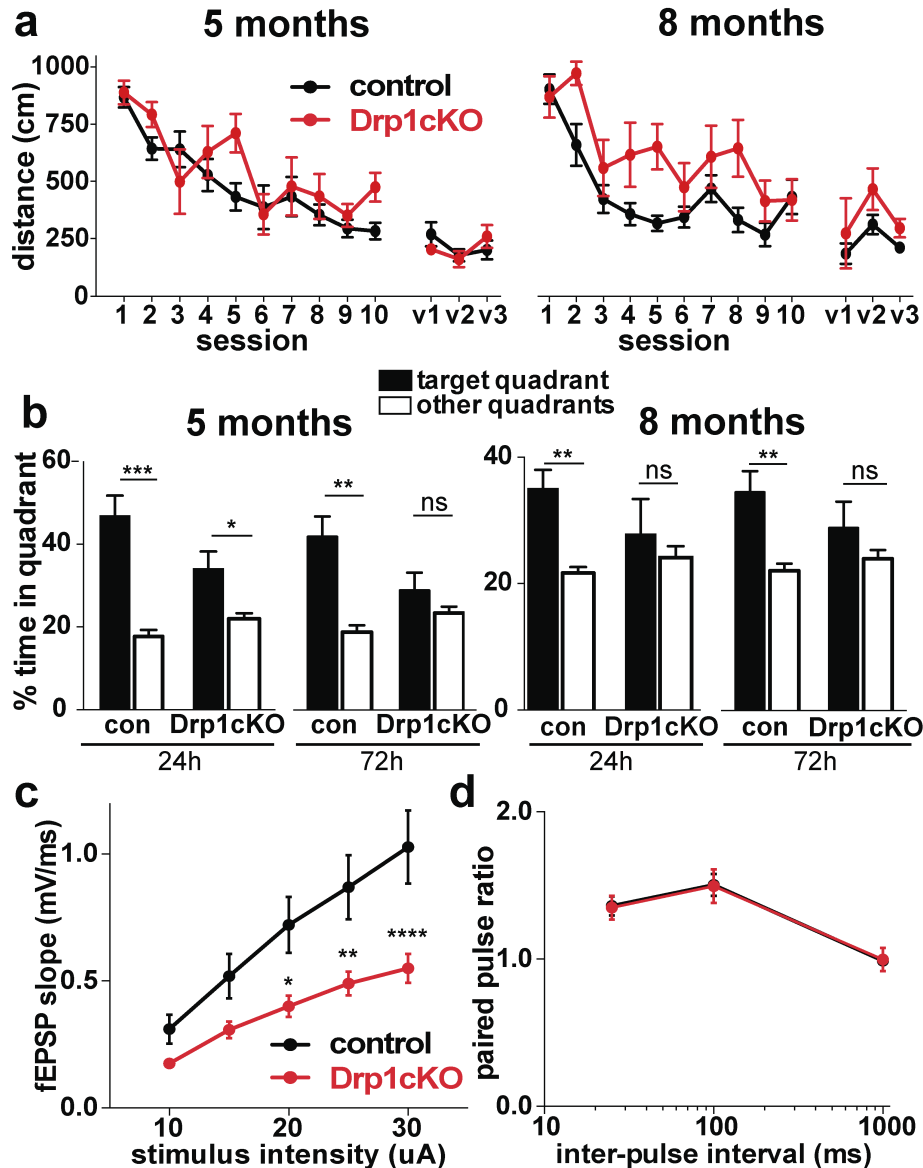 a
5 months
8 months
distance (cm)
1000
750
500
250
0
control
Drp1cKO
1 2 3 4 5 6 7 8 9 10 v1 v2 v3
session
1 2 3 4 5 6 7 8 9 10 v1 v2 v3
session
target quadrant
other quadrants
b
5 months
8 months
% time in quadrant
60
40
20
0
*** * ** ns
con Drp1cKO con Drp1cKO
24h 72h
40
20
0
** ns ** ns
con Drp1cKO con Drp1cKO
24h 72h
c
fEPSP slope (mV/ms)
1.0
0.5
0.0
* ** ****
control
Drp1cKO
10 20 30
stimulus intensity (uA)
d
paired pulse ratio
2.0
1.0
0.0
10 100 1000
inter-pulse interval (ms)